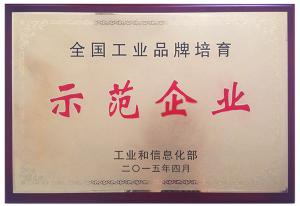 全国工业品牌培育
示范企业
工业和信息化部
二〇一五年四月